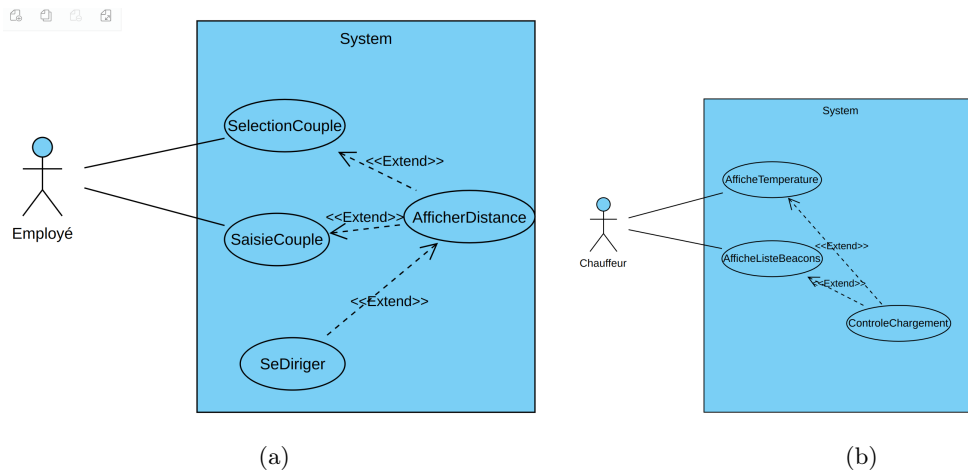 System
SelectionCouple
<<Extend>>
Employé
SaisieCouple
<<Extend>>
AfficherDistance
<<Extend>>
SeDiriger
(a)
System
AfficheTemperature
Chauffeur
<<Extend>>
AfficheListeBeacons
<<Extend>>
ControleChargement
(b)